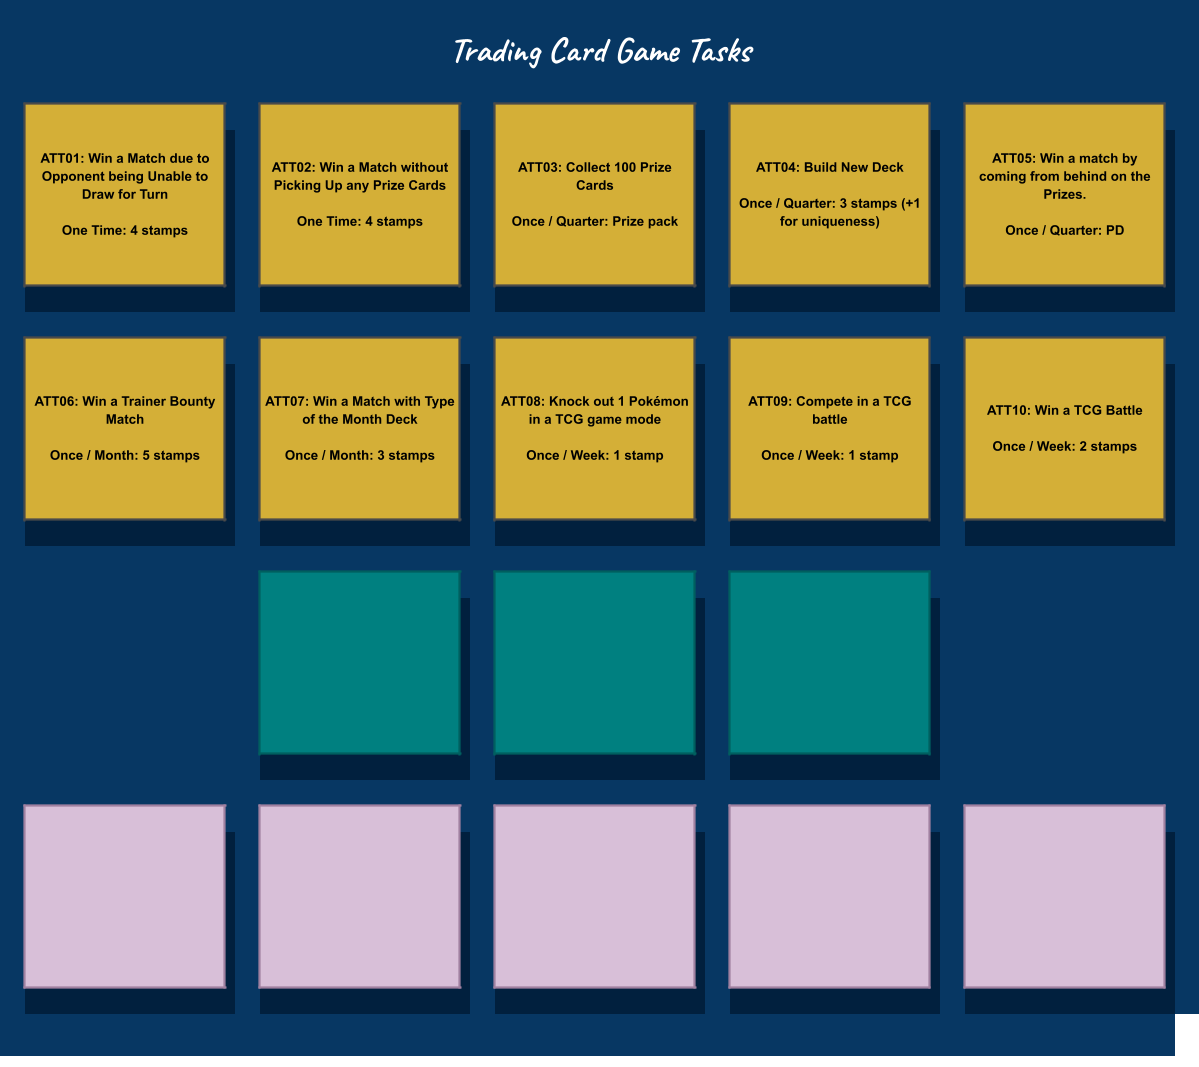 Trading Card Game Tasks
ATT01: Win a Match due to
Opponent being Unable to
Draw for Turn
One Time: 4 stamps
ATT02: Win a Match without
Picking Up any Prize Cards
One Time: 4 stamps
ATT03: Collect 100 Prize
Cards
Once / Quarter: Prize pack
ATT04: Build New Deck
Once / Quarter: 3 stamps (+1
for uniqueness)
ATT05: Win a match by
coming from behind on the
Prizes.
Once / Quarter: PD
ATT06: Win a Trainer Bounty
Match
Once / Month: 5 stamps
ATT07: Win a Match with Type
of the Month Deck
Once / Month: 3 stamps
ATT08: Knock out 1 Pokémon
in a TCG game mode
Once / Week: 1 stamp
ATT09: Compete in a TCG
battle
Once / Week: 1 stamp
ATT10: Win a TCG Battle
Once / Week: 2 stamps